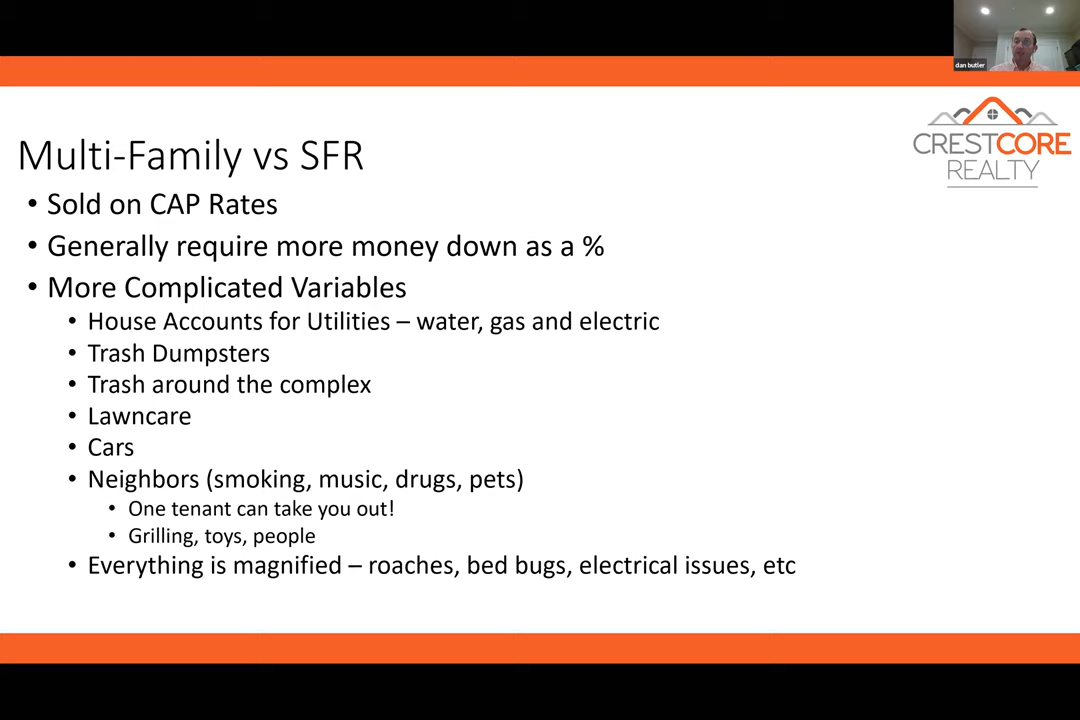 dan butler
CRESTCORE
REALTY
Multi-Family vs SFR
• Sold on CAP Rates
• Generally require more money down as a %
• More Complicated Variables
• House Accounts for Utilities – water, gas and electric
• Trash Dumpsters
• Trash around the complex
• Lawncare
• Cars
• Neighbors (smoking, music, drugs, pets)
• One tenant can take you out!
• Grilling, toys, people
• Everything is magnified – roaches, bed bugs, electrical issues, etc